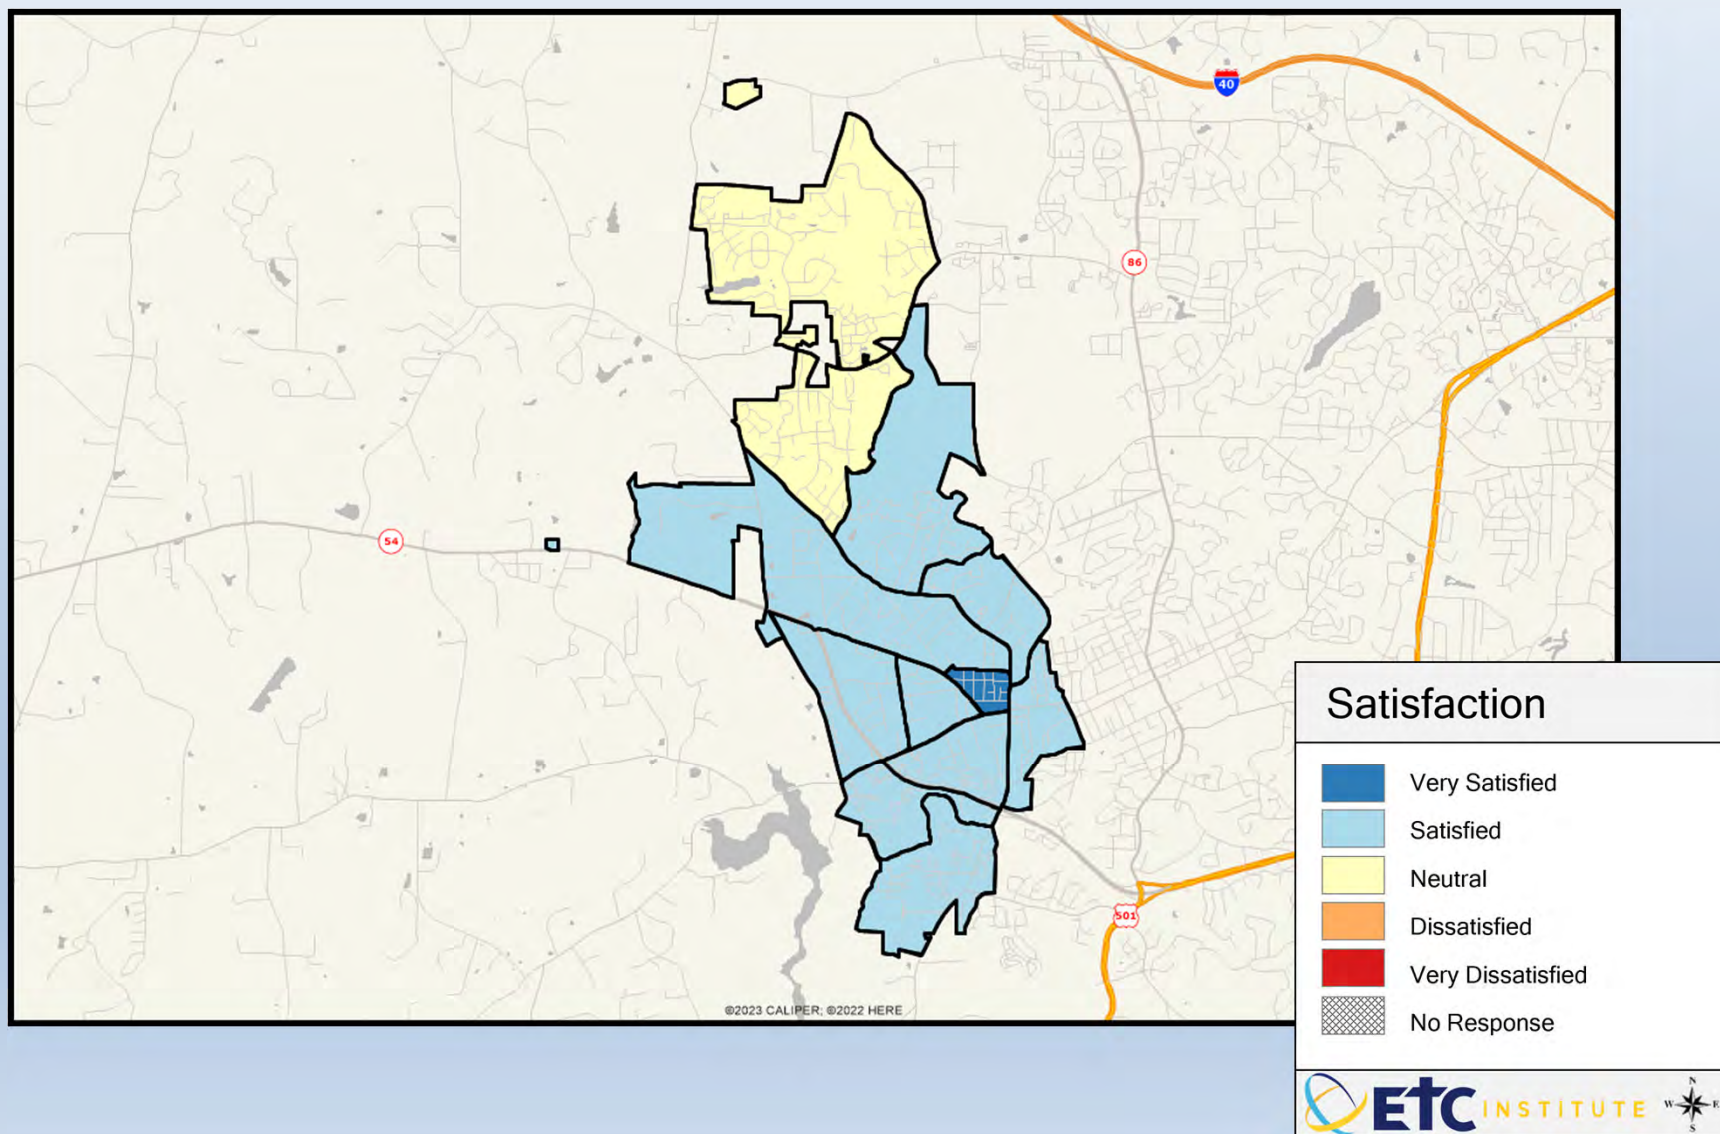 40
86
54
501
©2023 CALIPER; ©2022 HERE
Satisfaction
Very Satisfied
Satisfied
Neutral
Dissatisfied
Very Dissatisfied
No Response
ETC INSTITUTE
N
W E
S